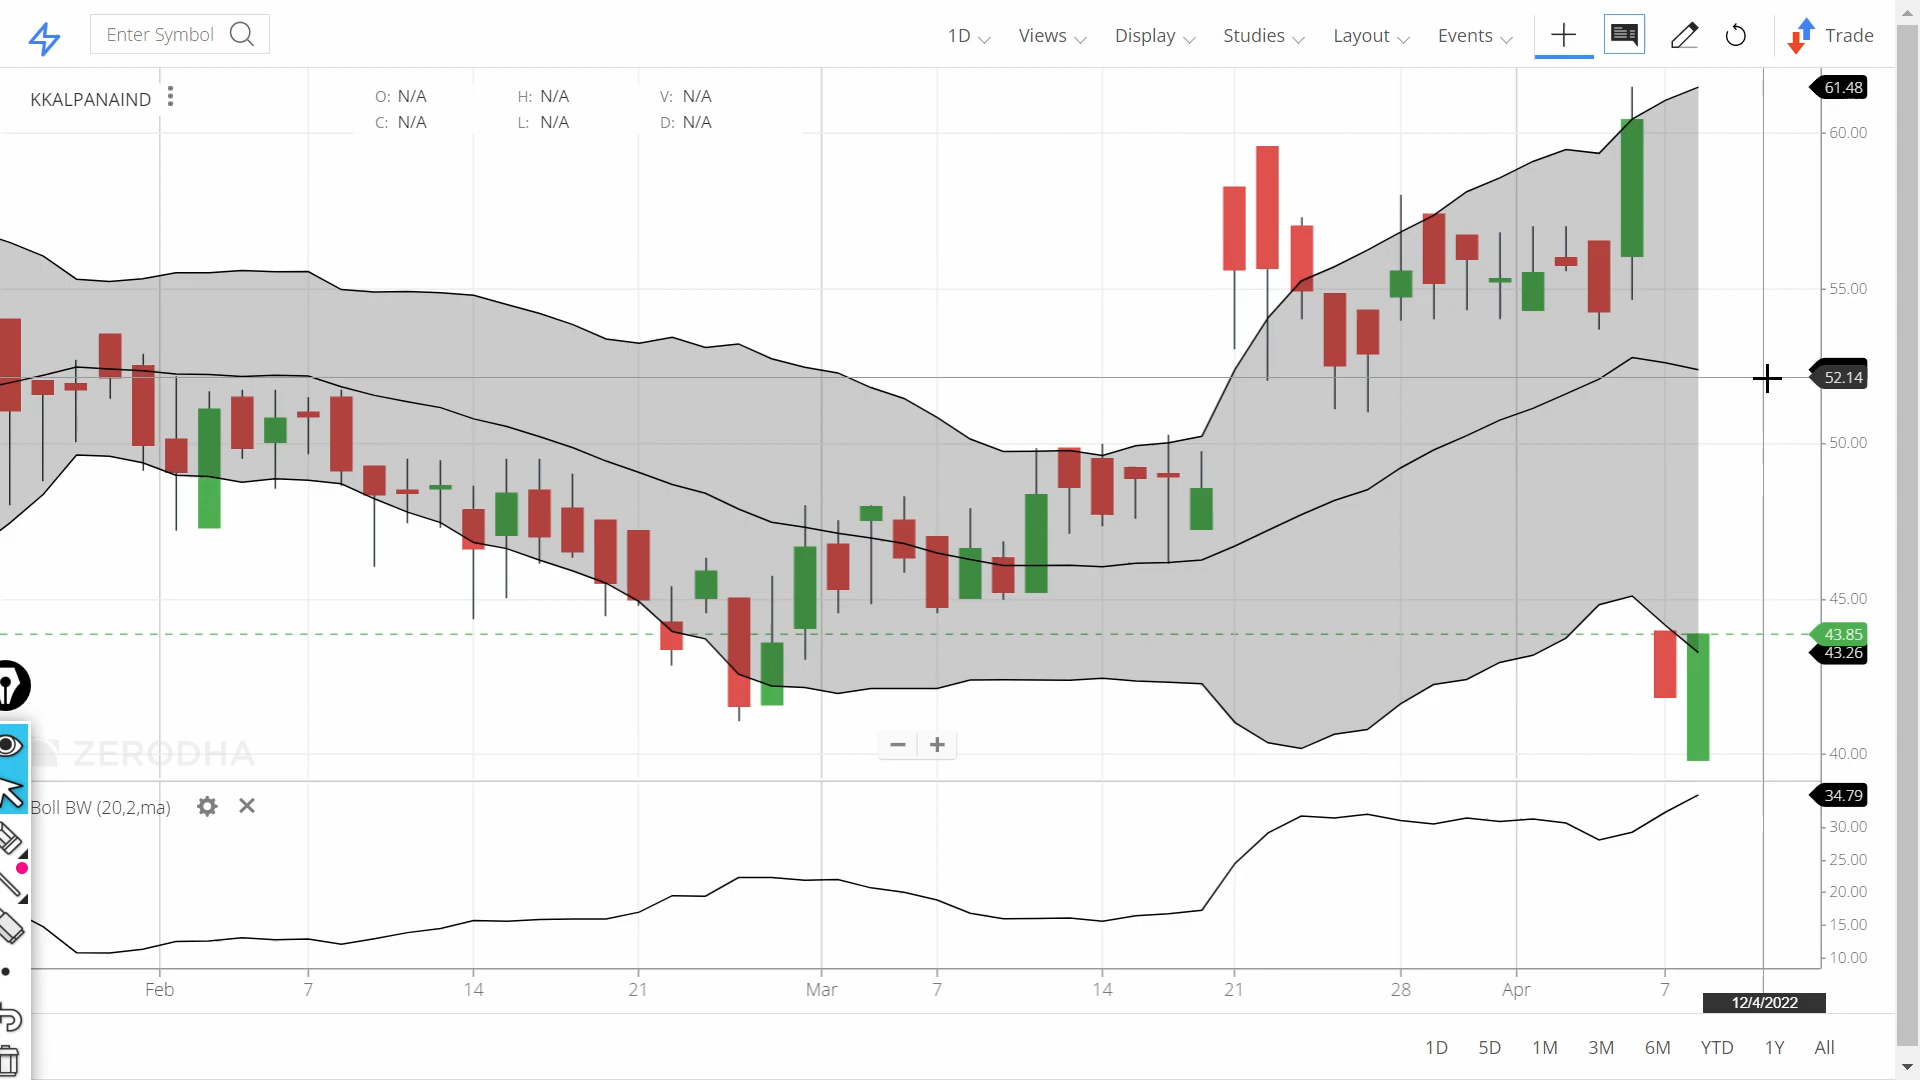 Enter Symbol
1D Views Display Studies Layout Events Trade
KKALPANAIND
O: N/A H: N/A V: N/A
C: N/A L: N/A D: N/A
61.48
60.00
55.00
52.14
50.00
45.00
43.85
43.26
40.00
ZERODHA
Boll BW (20,2,ma)
34.79
30.00
25.00
20.00
15.00
10.00
Feb 7 14 21 Mar 7 14 21 28 Apr 7
12/4/2022
1D 5D 1M 3M 6M YTD 1Y All